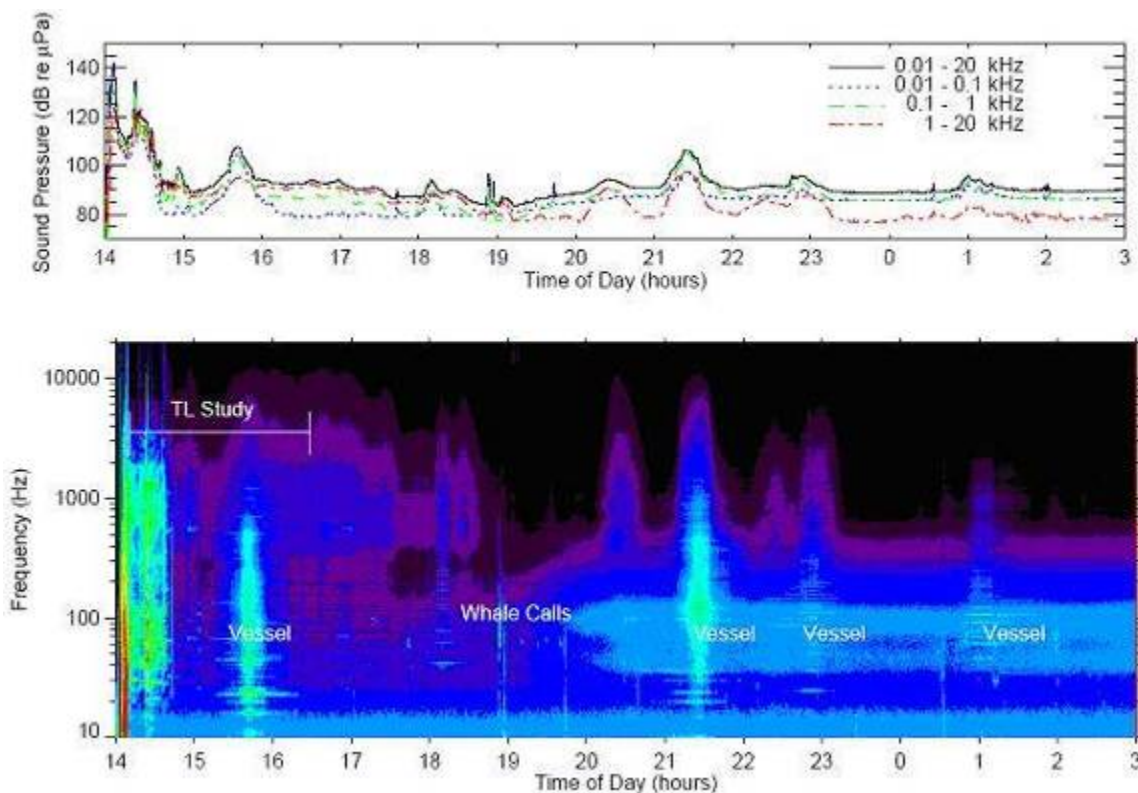 Sound Pressure (dB re µPa)
140
120
100
80
0.01 - 20 kHz
0.01 - 0.1 kHz
0.1 - 1 kHz
1 - 20 kHz
14 15 16 17 18 19 20 21 22 23 0 1 2 3
Time of Day (hours)
Frequency (Hz)
10000
1000
100
10
TL Study
Whale Calls
Vessel Vessel Vessel Vessel
14 15 16 17 18 19 20 21 22 23 0 1 2 3
Time of Day (hours)